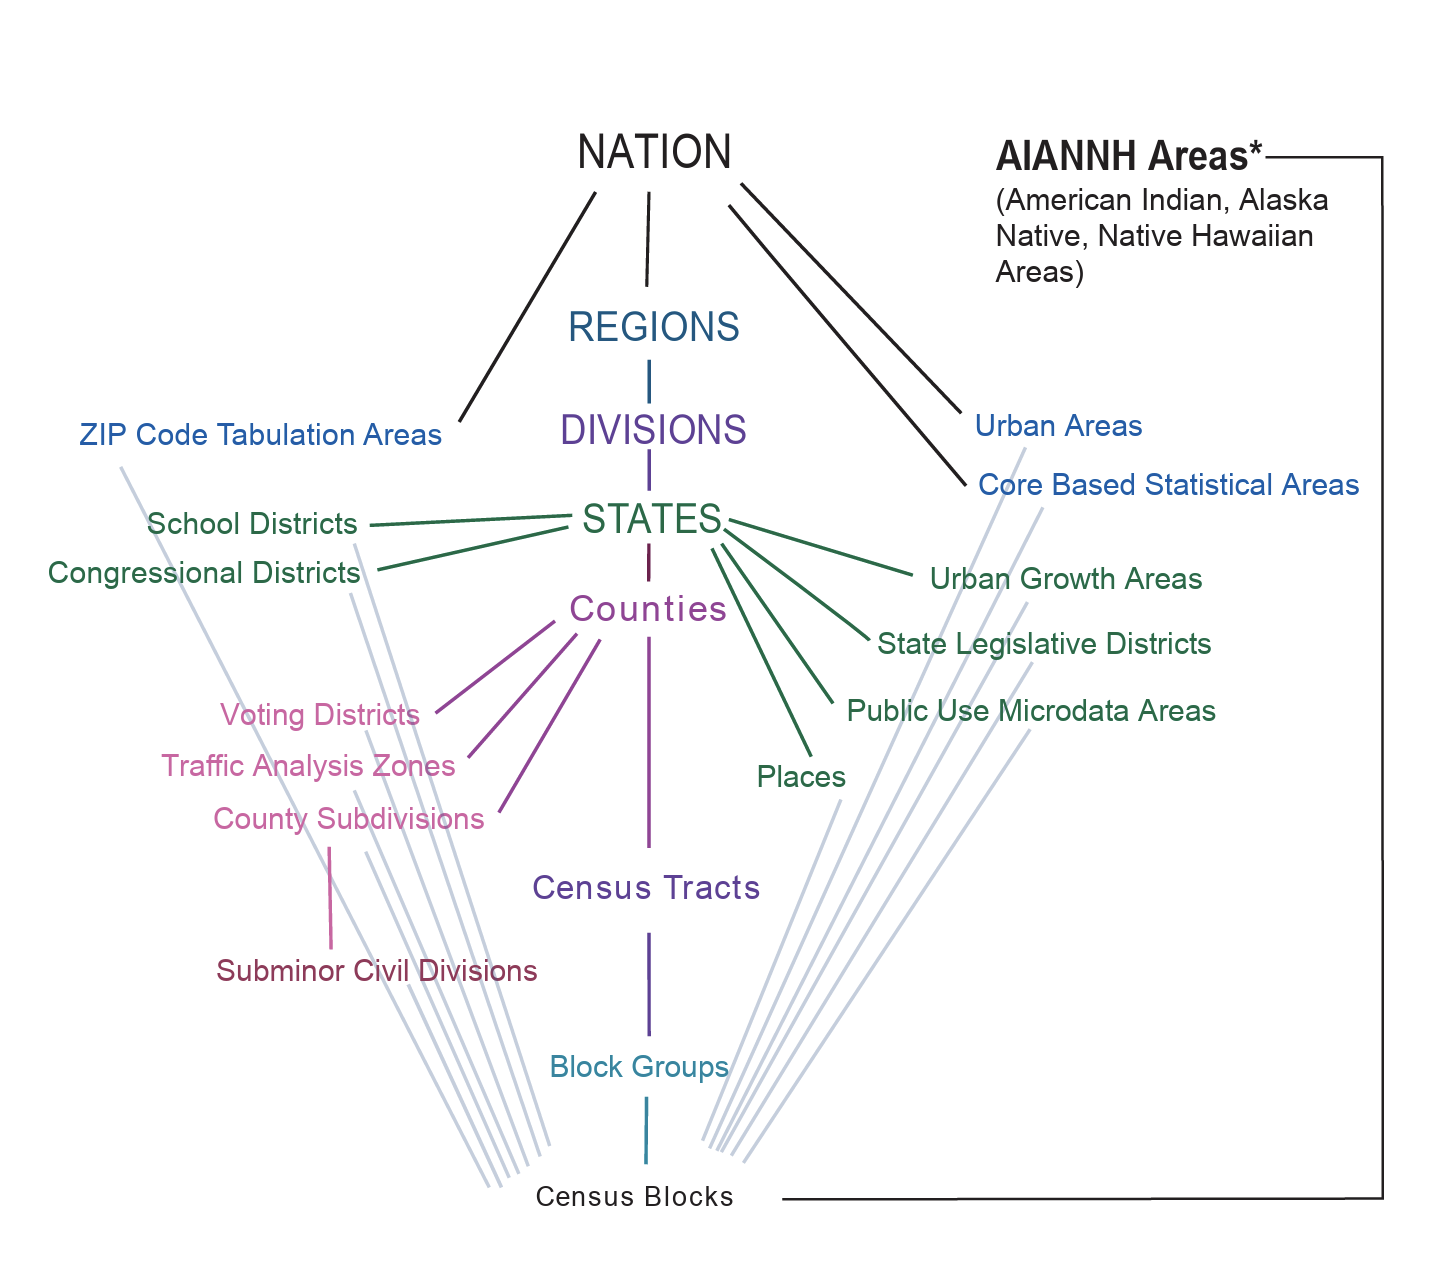 NATION
AIANNH Areas*
(American Indian, Alaska
Native, Native Hawaiian
Areas)
REGIONS
ZIP Code Tabulation Areas
DIVISIONS
Urban Areas
Core Based Statistical Areas
School Districts
STATES
Congressional Districts
Urban Growth Areas
Counties
State Legislative Districts
Voting Districts
Public Use Microdata Areas
Traffic Analysis Zones
Places
County Subdivisions
Census Tracts
Subminor Civil Divisions
Block Groups
Census Blocks